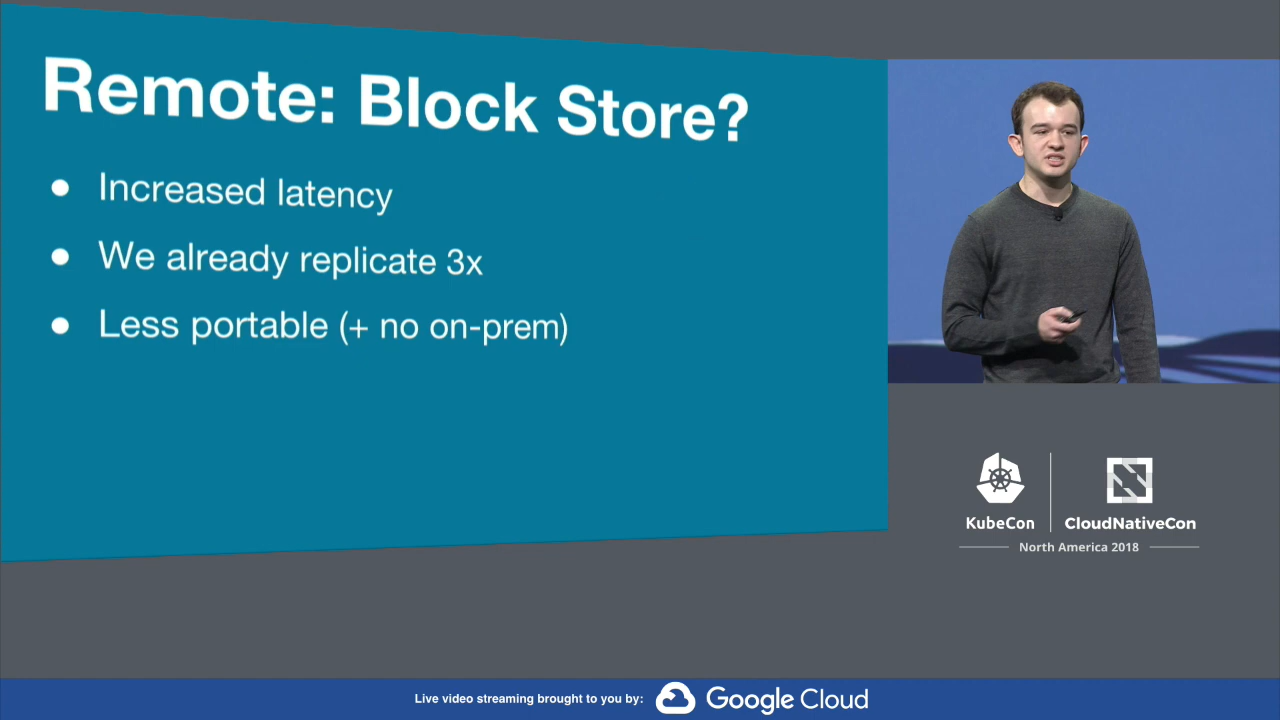 Remote: Block Store?
● Increased latency
● We already replicate 3x
● Less portable (+ no on-prem)
KubeCon
CloudNativeCon
North America 2018
Live video streaming brought to you by: Google Cloud